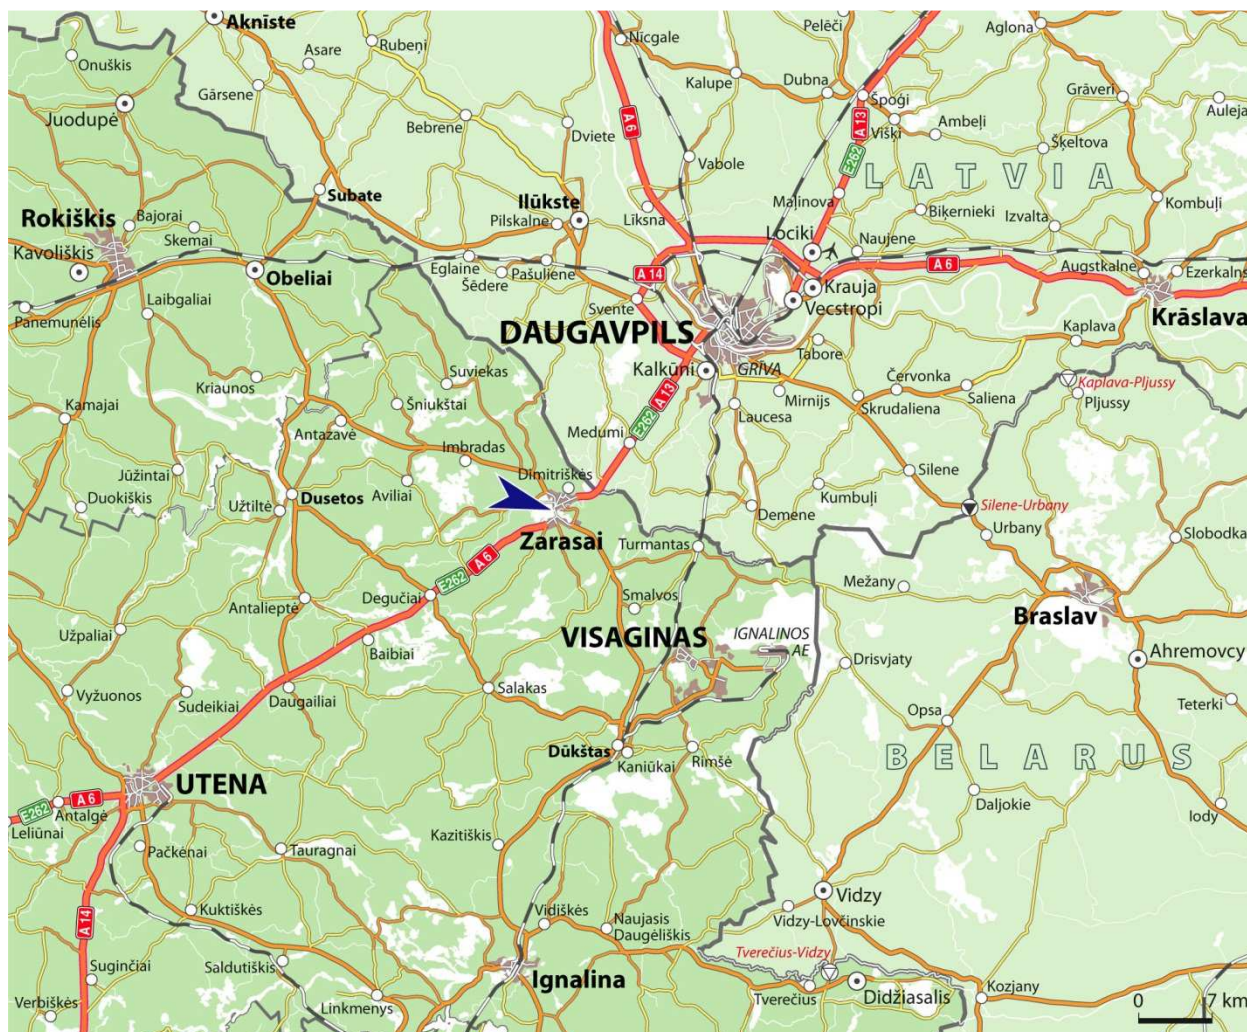 Akniste
Nīcgale
Pelēči
Aglona
Rubeņi
Asare
Onuškis
Kalupe
Dubna
Gārsene
Grāveri
Auleja
Juodupė
Špoģi
A 6
A 13
Bebrene
Dviete
Višķi
Ambeļi
Šķeltova
Vabole
E262
LATVIA
Subate
Ilūkste
Maļinova
Kombuļi
Rokiškis
Bajorai
Pilskalne
Līksna
Biķernieki
Izvalta
Skemai
Lociki
Naujene
Kavoliškis
Eglaine
Pašuliene
A 14
A 6
Augstkalne
Ezerkalns
Obeliai
Šēdere
Krauja
Laibgaliai
Svente
Vecstropi
Krāslava
Panemunėlis
DAUGAVPILS
Kaplava
Tabore
Kalkūni
GRĪVA
Kriaunos
Suviekas
Červonka
Kaplava-Pljussy
Pljussy
Šniukštai
A 13
E262
Mirnijs
Skrudaliena
Saliena
Kamajai
Laucesa
Antazavė
Medumi
Imbradas
Jūžintai
Dimitriškės
Silene
Duokiškis
Dusetos
Aviliai
Kumbuļi
Užtiltė
Demene
Silene-Urbany
Urbany
Slobodka
Zarasai
Turmantas
E262
A 6
Mežany
Antalieptė
Degučiai
Smalvos
Braslav
Užpaliai
VISAGINAS
IGNALINOS
AE
Baibiai
Ahremovcy
Drisvjaty
Vyžuonos
Sudeikiai
Daugailiai
Salakas
Teterki
Opsa
Dūkštas
Kaniūkai
Rimšė
BELARUS
UTENA
E262
A 6
Antalgė
Leliūnai
Daljokie
Iody
Kazitiškis
Pačkėnai
Tauragnai
Vidzy
A 14
Kuktiškės
Vidiškės
Naujasis
Daugėliškis
Vidzy-Lovčinskie
Tverečius-Vidzy
Suginčiai
Saldutiškis
Ignalina
Verbiškės
Linkmenys
Tverečius
Didžiasalis
Kozjany
0 7 km